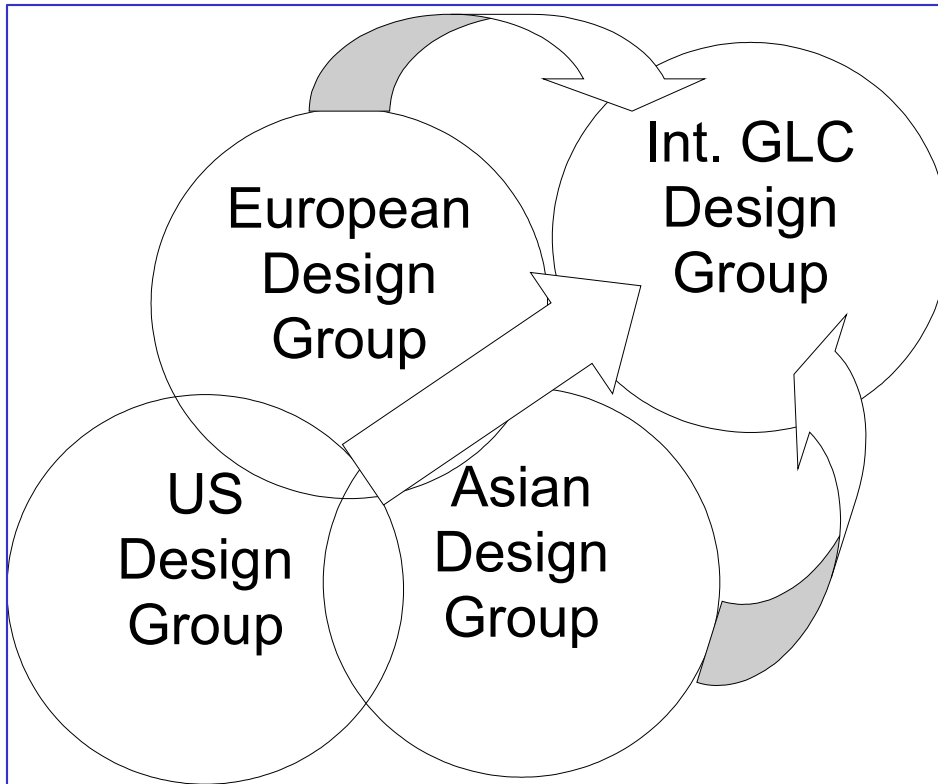 Int. GLC
Design
Group
European
Design
Group
US
Design
Group
Asian
Design
Group